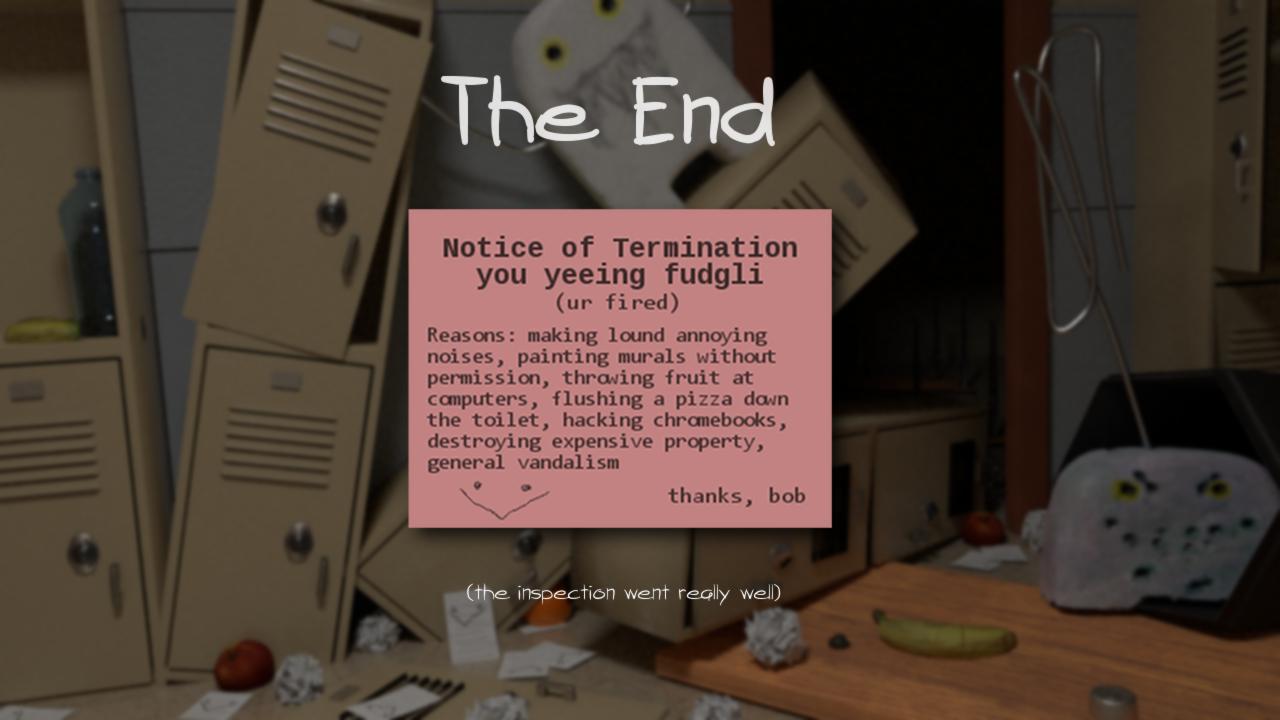 The End
Notice of Termination
you yeeing fudgli
(ur fired)
Reasons: making lound annoying
noises, painting murals without
permission, throwing fruit at
computers, flushing a pizza down
the toilet, hacking chromebooks,
destroying expensive property,
general vandalism
thanks, bob
(the inspection went really well)